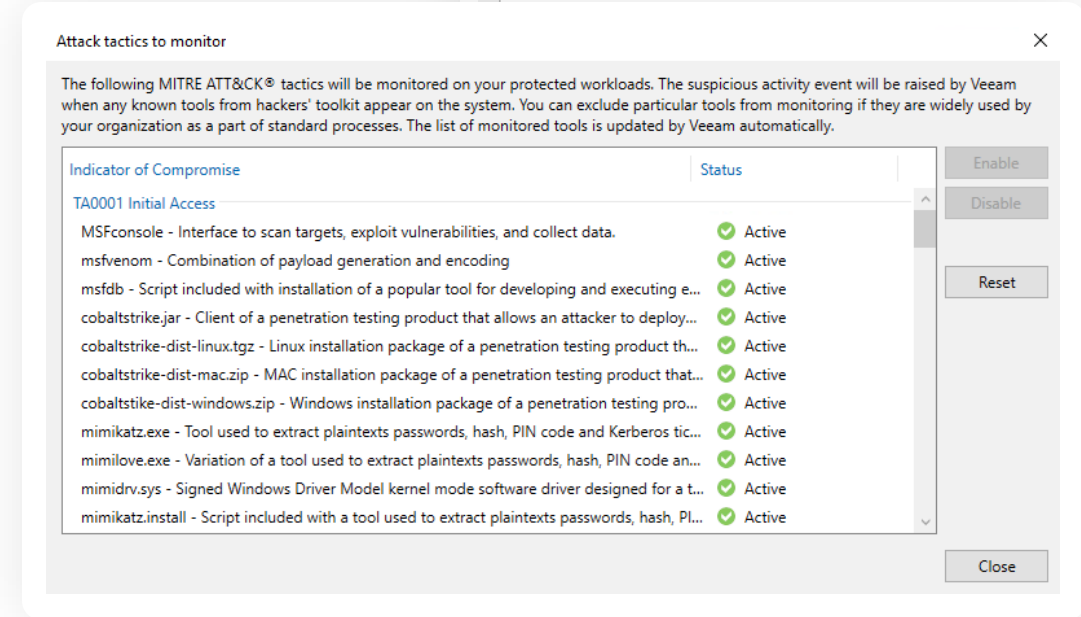 Attack tactics to monitor
The following MITRE ATT&CK® tactics will be monitored on your protected workloads. The suspicious activity event will be raised by Veeam
when any known tools from hackers' toolkit appear on the system. You can exclude particular tools from monitoring if they are widely used by
your organization as a part of standard processes. The list of monitored tools is updated by Veeam automatically.
Indicator of Compromise Status
Enable
TA0001 Initial Access
Disable
MSFconsole - Interface to scan targets, exploit vulnerabilities, and collect data. Active
msfvenom - Combination of payload generation and encoding Active
msfdb - Script included with installation of a popular tool for developing and executing e... Active
Reset
cobaltstrike.jar - Client of a penetration testing product that allows an attacker to deploy... Active
cobaltstrike-dist-linux.tgz - Linux installation package of a penetration testing product th... Active
cobaltstrike-dist-mac.zip - MAC installation package of a penetration testing product that... Active
cobaltstike-dist-windows.zip - Windows installation package of a penetration testing pro... Active
mimikatz.exe - Tool used to extract plaintexts passwords, hash, PIN code and Kerberos tic... Active
mimilove.exe - Variation of a tool used to extract plaintexts passwords, hash, PIN code an... Active
mimidrv.sys - Signed Windows Driver Model kernel mode software driver designed for a t... Active
mimikatz.install - Script included with a tool used to extract plaintexts passwords, hash, PI... Active
Close